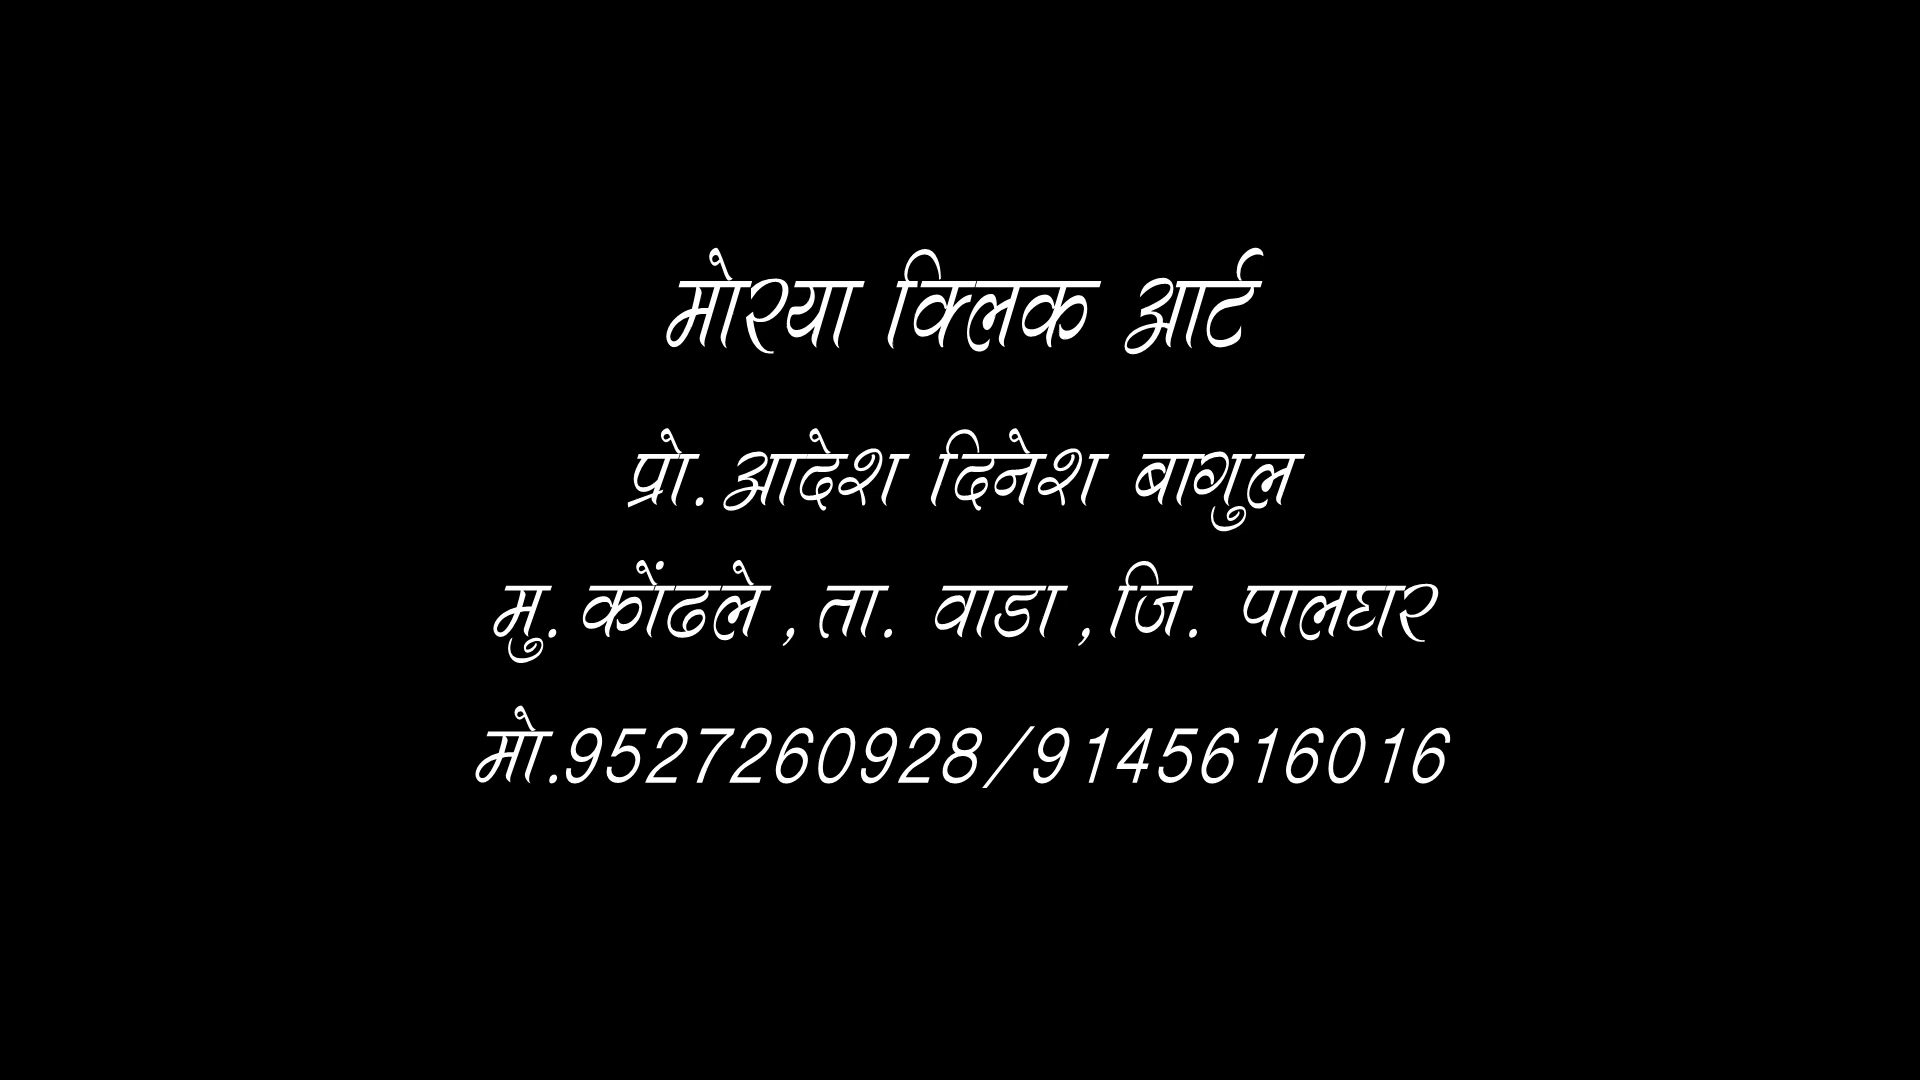 मोरया क्लिक आर्ट
प्रो. आदेश दिनेश बागुल
मु. कोंढले , ता. वाडा , जि. पालघर
मो.9527260928/9145616016